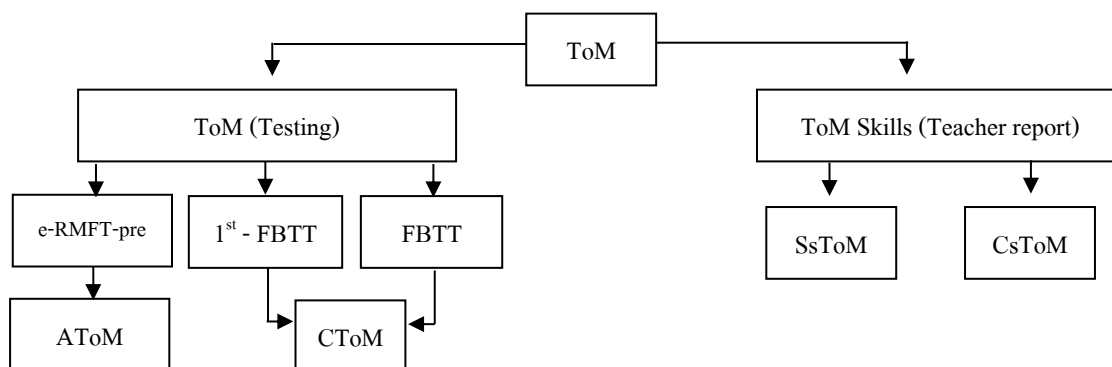 ToM
ToM (Testing)
ToM Skills (Teacher report)
e-RMFT-pre
1st - FBTT
FBTT
SsToM
CsToM
AToM
CToM